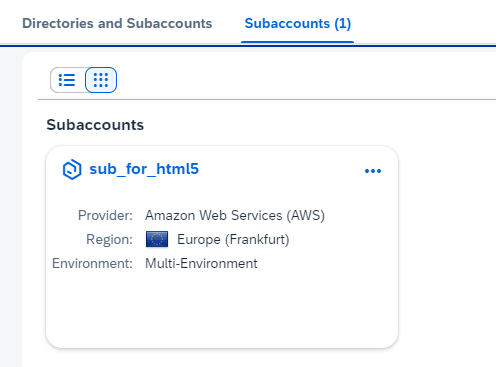 Directories and Subaccounts Subaccounts (1)
Subaccounts
sub_for_html5
Provider: Amazon Web Services (AWS)
Region: Europe (Frankfurt)
Environment: Multi-Environment